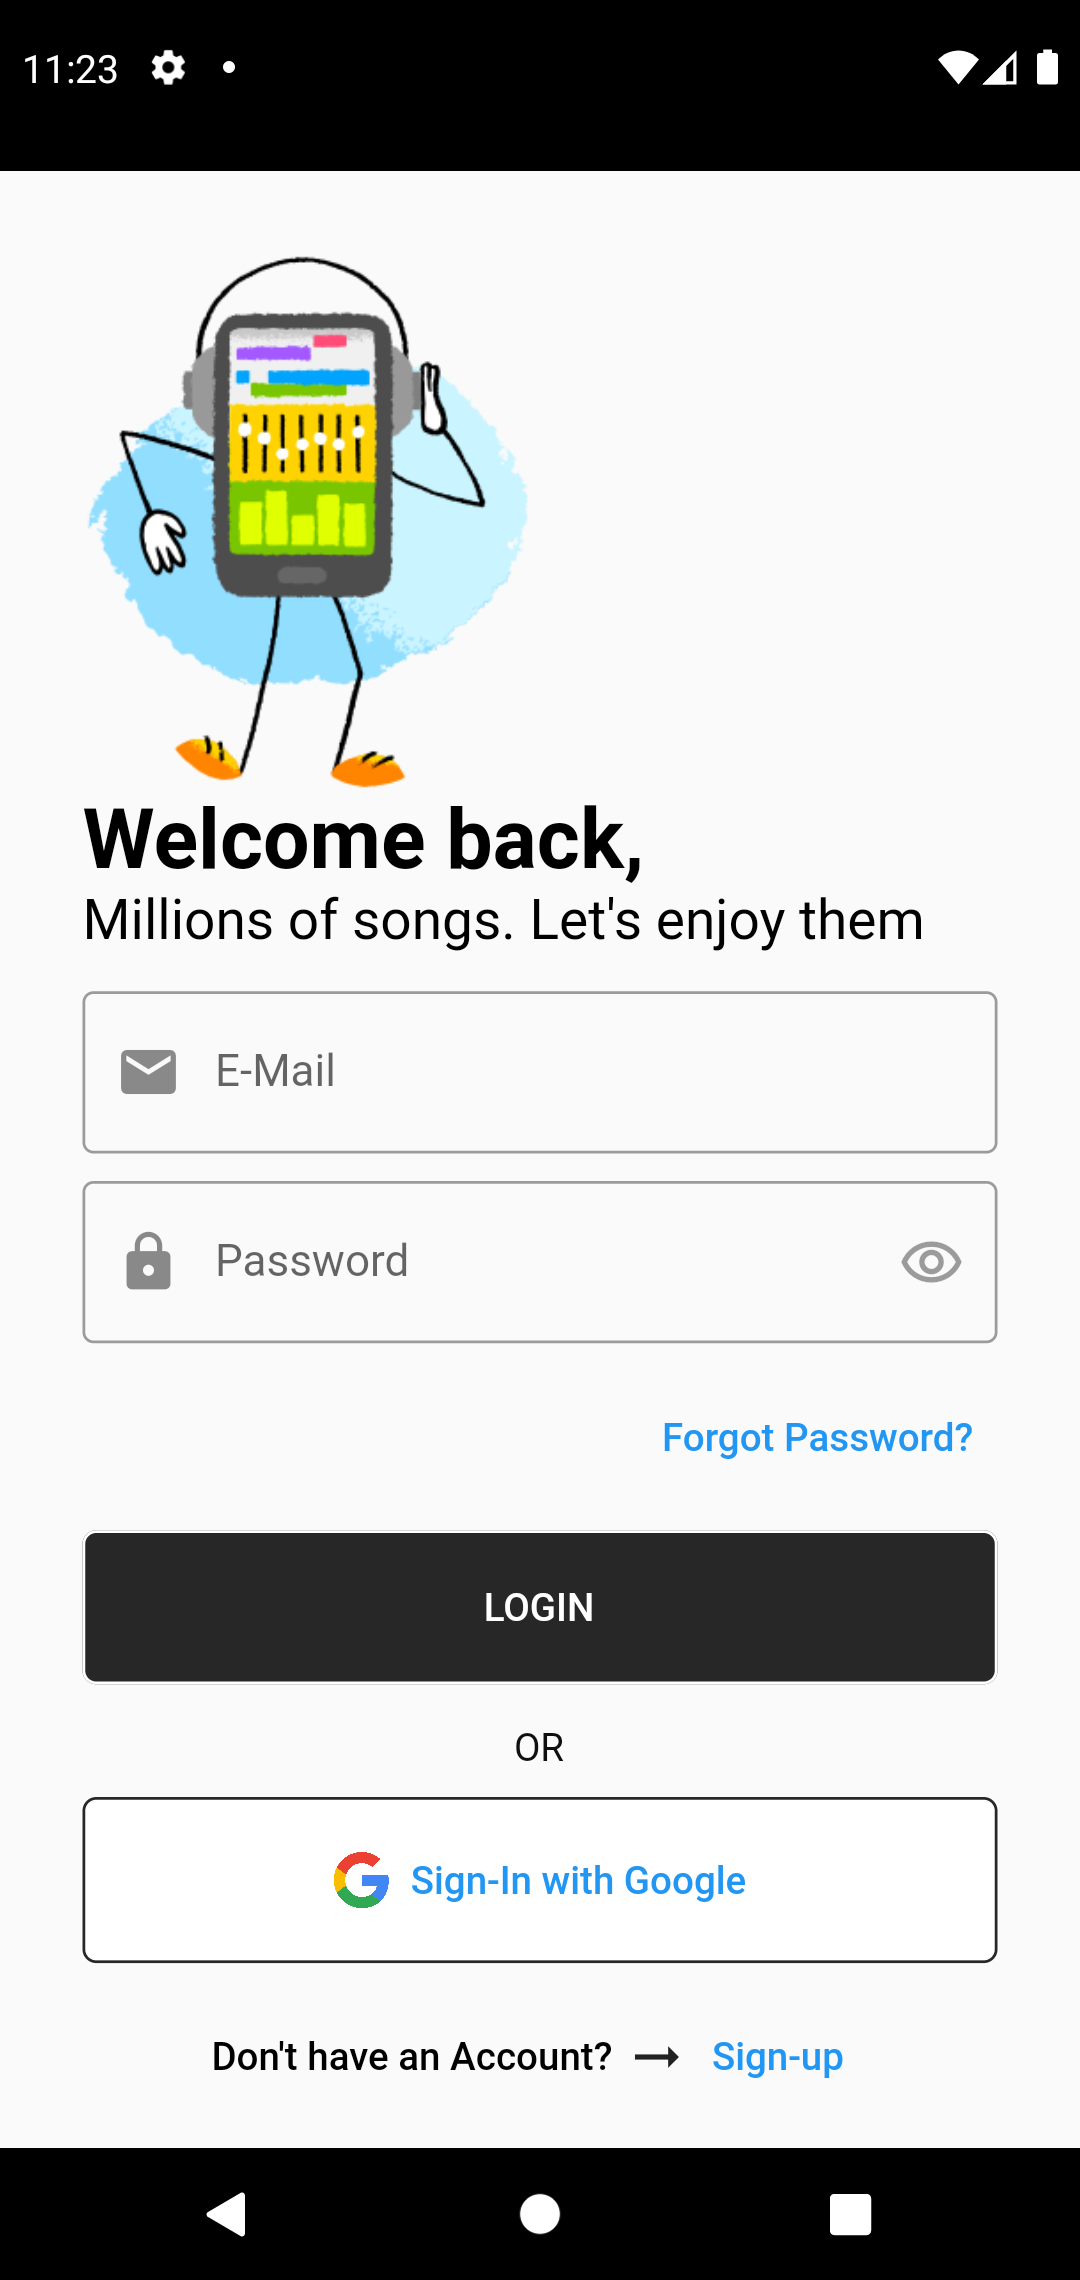 11:23
Welcome back,
Millions of songs. Let's enjoy them
E-Mail
Password
Forgot Password?
LOGIN
OR
Sign-In with Google
Don't have an Account? → Sign-up